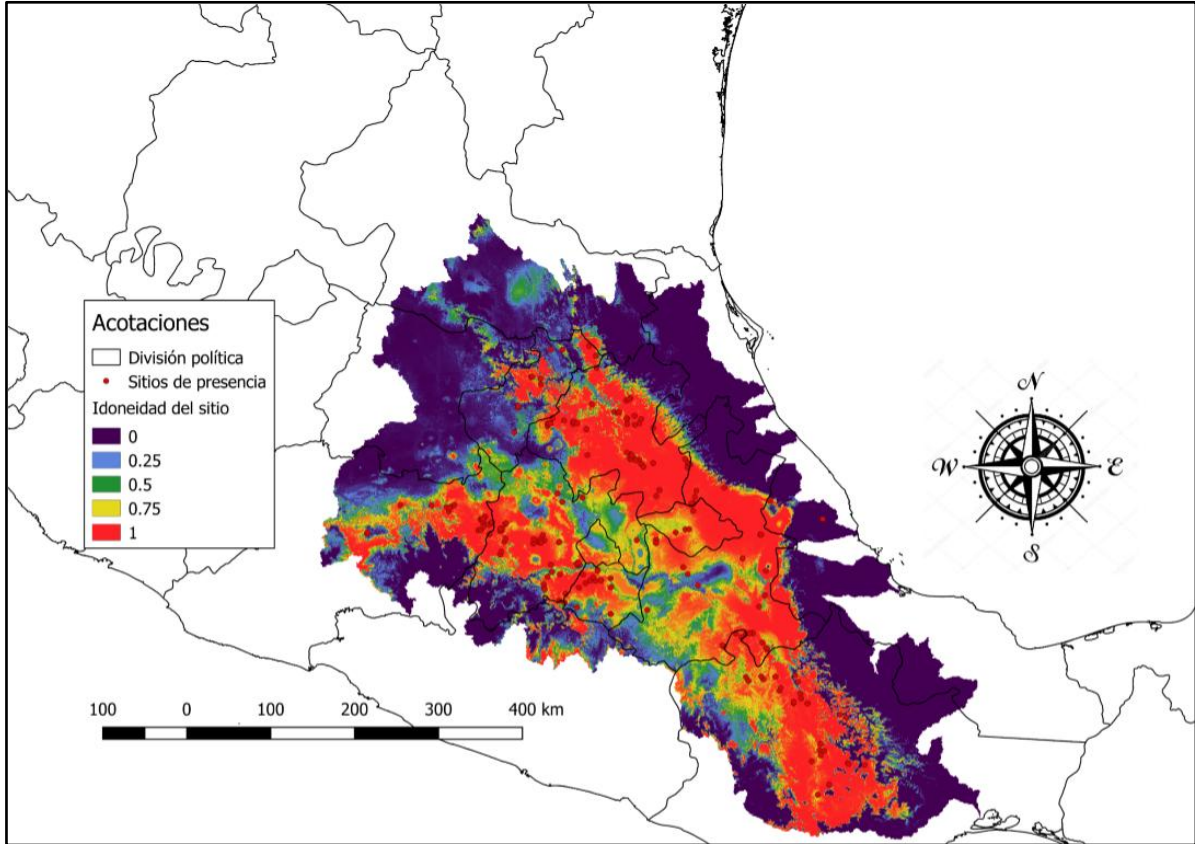 Acotaciones
División política
Sitios de presencia
Idoneidad del sitio
0
0.25
0.5
0.75
1
N
W E
S
100 0 100 200 300 400 km